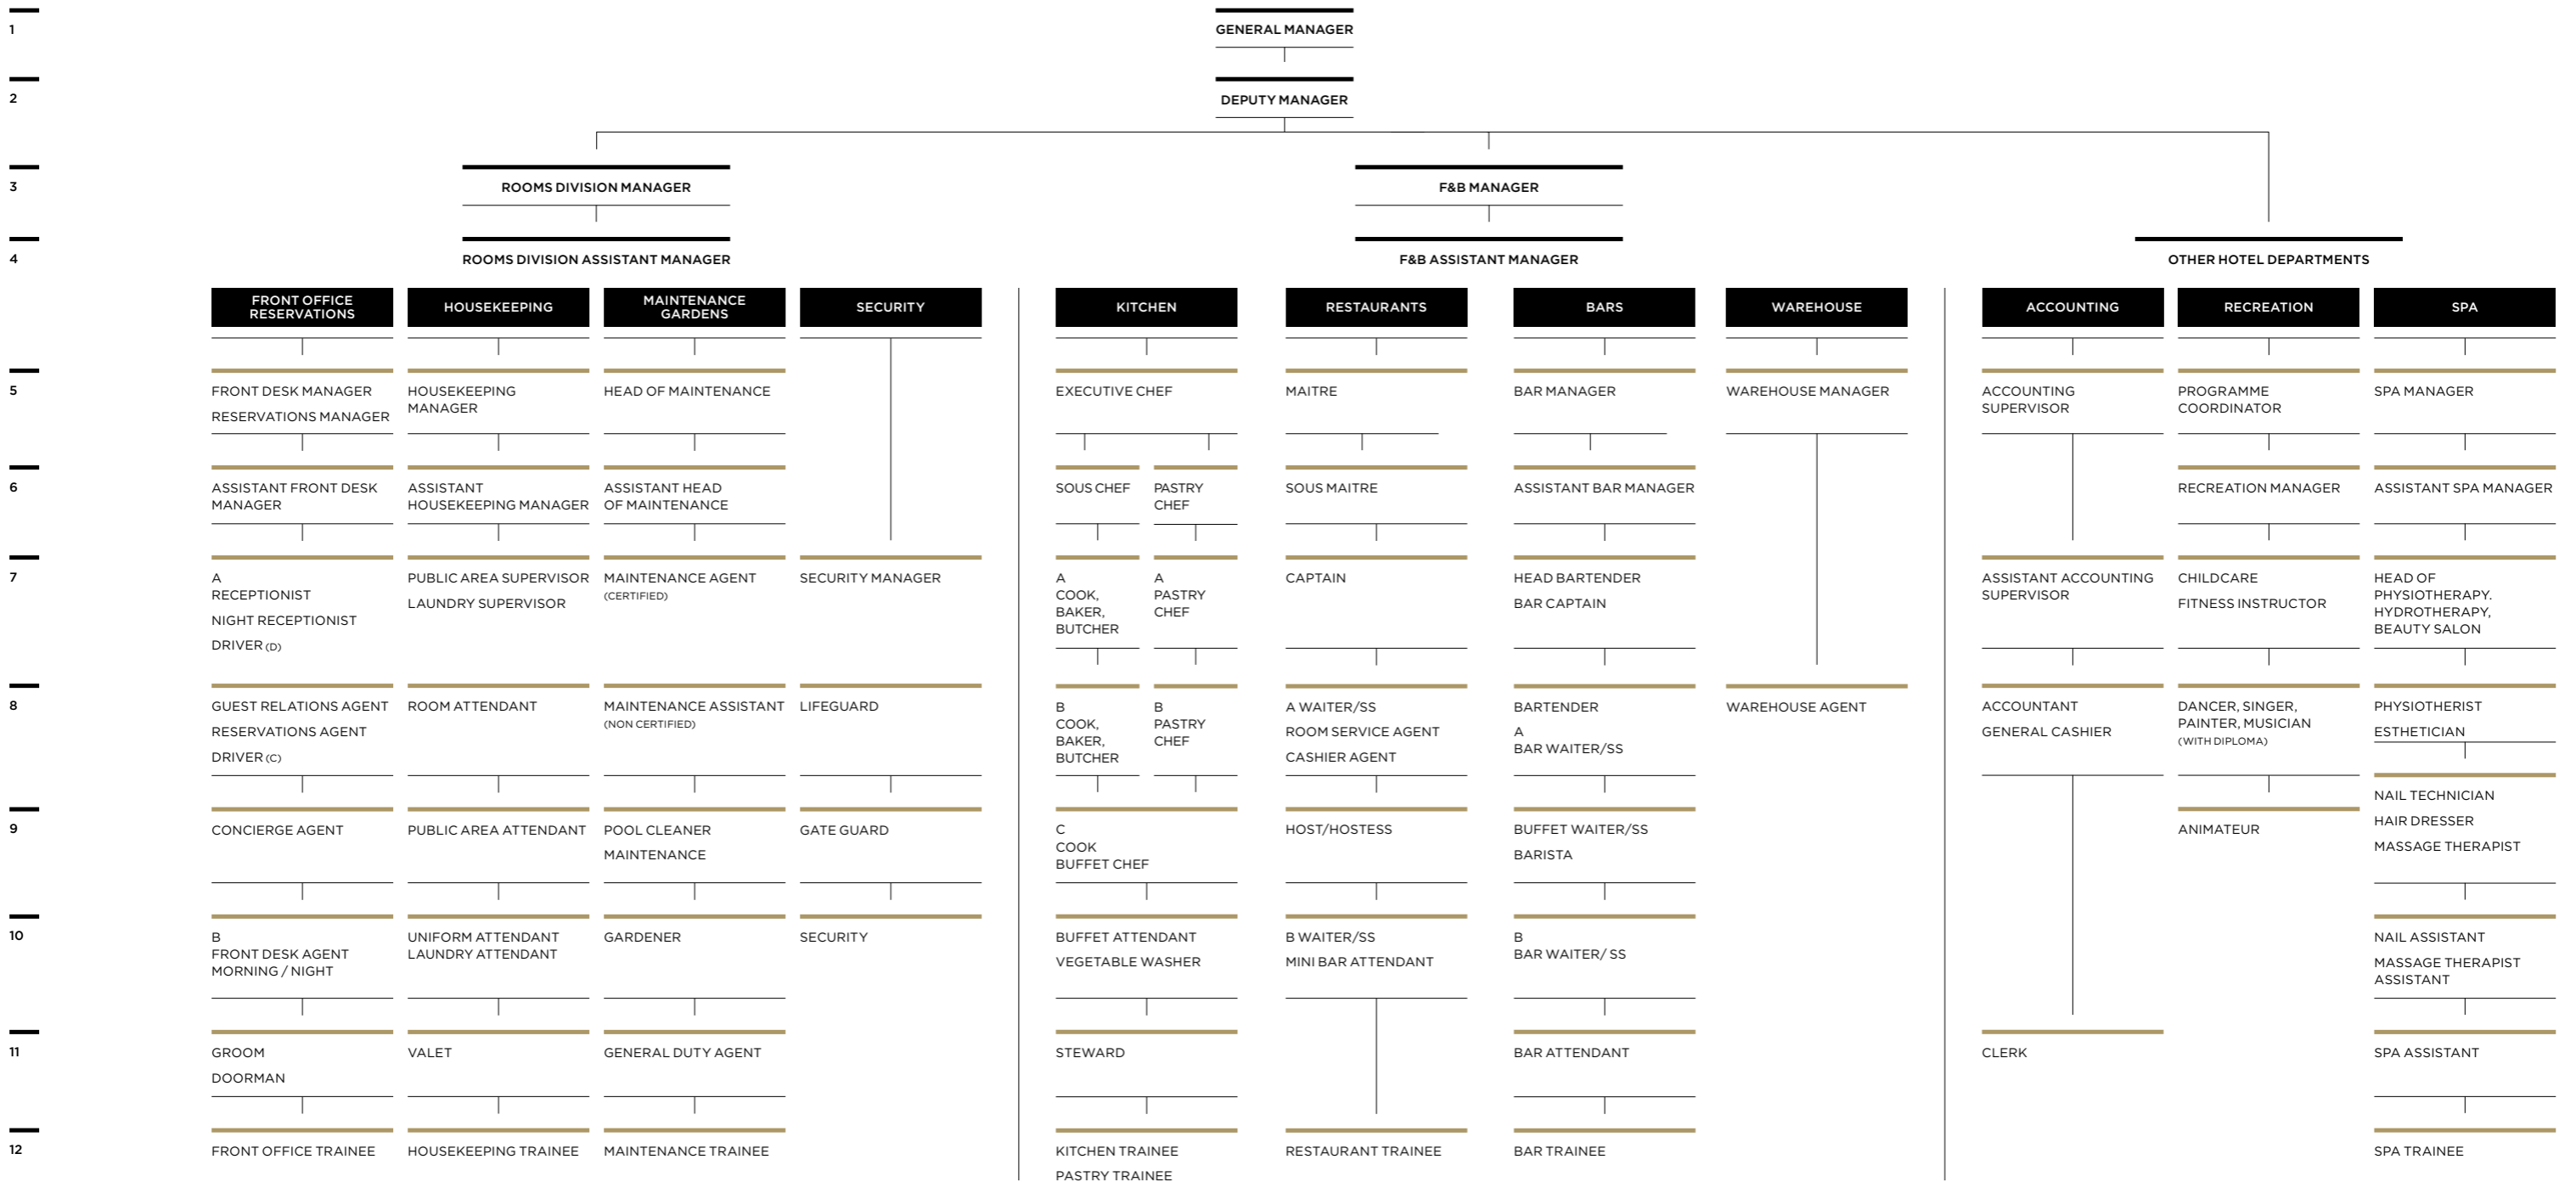 1
GENERAL MANAGER
2
DEPUTY MANAGER
3
ROOMS DIVISION MANAGER
F&B MANAGER
4
ROOMS DIVISION ASSISTANT MANAGER
F&B ASSISTANT MANAGER
OTHER HOTEL DEPARTMENTS
FRONT OFFICE
RESERVATIONS
HOUSEKEEPING
MAINTENANCE
GARDENS
SECURITY
KITCHEN
RESTAURANTS
BARS
WAREHOUSE
ACCOUNTING
RECREATION
SPA
5
FRONT DESK MANAGER
RESERVATIONS MANAGER
HOUSEKEEPING
MANAGER
HEAD OF MAINTENANCE
EXECUTIVE CHEF
MAITRE
BAR MANAGER
WAREHOUSE MANAGER
ACCOUNTING
SUPERVISOR
PROGRAMME
COORDINATOR
SPA MANAGER
6
ASSISTANT FRONT DESK
MANAGER
ASSISTANT
HOUSEKEEPING MANAGER
ASSISTANT HEAD
OF MAINTENANCE
SOUS CHEF
PASTRY
CHEF
SOUS MAITRE
ASSISTANT BAR MANAGER
RECREATION MANAGER
ASSISTANT SPA MANAGER
7
A
RECEPTIONIST
NIGHT RECEPTIONIST
DRIVER (D)
PUBLIC AREA SUPERVISOR
LAUNDRY SUPERVISOR
MAINTENANCE AGENT
(CERTIFIED)
SECURITY MANAGER
A
COOK,
BAKER,
BUTCHER
A
PASTRY
CHEF
CAPTAIN
HEAD BARTENDER
BAR CAPTAIN
ASSISTANT ACCOUNTING
SUPERVISOR
CHILDCARE
FITNESS INSTRUCTOR
HEAD OF
PHYSIOTHERAPY.
HYDROTHERAPY,
BEAUTY SALON
8
GUEST RELATIONS AGENT
RESERVATIONS AGENT
DRIVER (C)
ROOM ATTENDANT
MAINTENANCE ASSISTANT
(NON CERTIFIED)
LIFEGUARD
B
COOK,
BAKER,
BUTCHER
B
PASTRY
CHEF
A WAITER/SS
ROOM SERVICE AGENT
CASHIER AGENT
BARTENDER
A
BAR WAITER/SS
WAREHOUSE AGENT
ACCOUNTANT
GENERAL CASHIER
DANCER, SINGER,
PAINTER, MUSICIAN
(WITH DIPLOMA)
PHYSIOTHERIST
ESTHETICIAN
9
CONCIERGE AGENT
PUBLIC AREA ATTENDANT
POOL CLEANER
MAINTENANCE
GATE GUARD
C
COOK
BUFFET CHEF
HOST/HOSTESS
BUFFET WAITER/SS
BARISTA
ANIMATEUR
NAIL TECHNICIAN
HAIR DRESSER
MASSAGE THERAPIST
10
B
FRONT DESK AGENT
MORNING / NIGHT
UNIFORM ATTENDANT
LAUNDRY ATTENDANT
GARDENER
SECURITY
BUFFET ATTENDANT
VEGETABLE WASHER
B WAITER/SS
MINI BAR ATTENDANT
B
BAR WAITER/ SS
NAIL ASSISTANT
MASSAGE THERAPIST
ASSISTANT
11
GROOM
DOORMAN
VALET
GENERAL DUTY AGENT
STEWARD
BAR ATTENDANT
CLERK
SPA ASSISTANT
12
FRONT OFFICE TRAINEE
HOUSEKEEPING TRAINEE
MAINTENANCE TRAINEE
KITCHEN TRAINEE
PASTRY TRAINEE
RESTAURANT TRAINEE
BAR TRAINEE
SPA TRAINEE